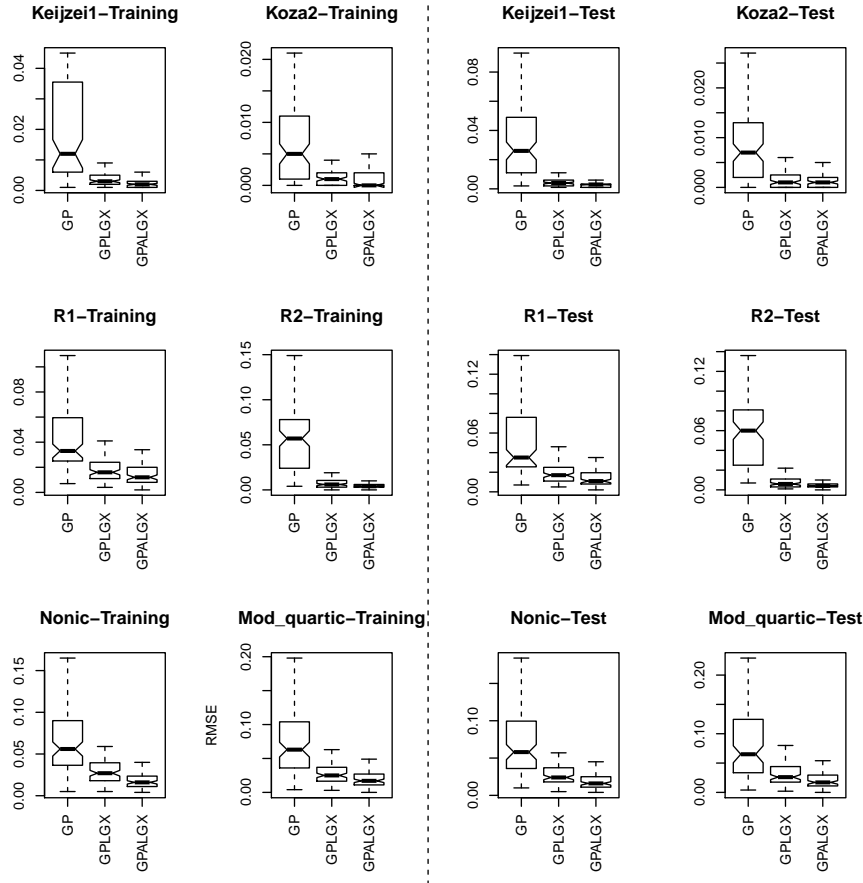 Keijzei1−Training
Koza2−Training
Keijzei1−Test
Koza2−Test
0.00 0.02 0.04
GP GPLGX GPALGX
0.000 0.010 0.020
GP GPLGX GPALGX
0.00 0.04 0.08
GP GPLGX GPALGX
0.000 0.010 0.020
GP GPLGX GPALGX
R1−Training
R2−Training
R1−Test
R2−Test
0.00 0.04 0.08
GP GPLGX GPALGX
0.00 0.05 0.10 0.15
GP GPLGX GPALGX
0.00 0.06 0.12
GP GPLGX GPALGX
0.00 0.06 0.12
GP GPLGX GPALGX
Nonic−Training
Mod_quartic−Training
Nonic−Test
Mod_quartic−Test
0.00 0.05 0.10 0.15
GP GPLGX GPALGX
RMSE
0.00 0.10 0.20
GP GPLGX GPALGX
0.00 0.10
GP GPLGX GPALGX
0.00 0.10 0.20
GP GPLGX GPALGX